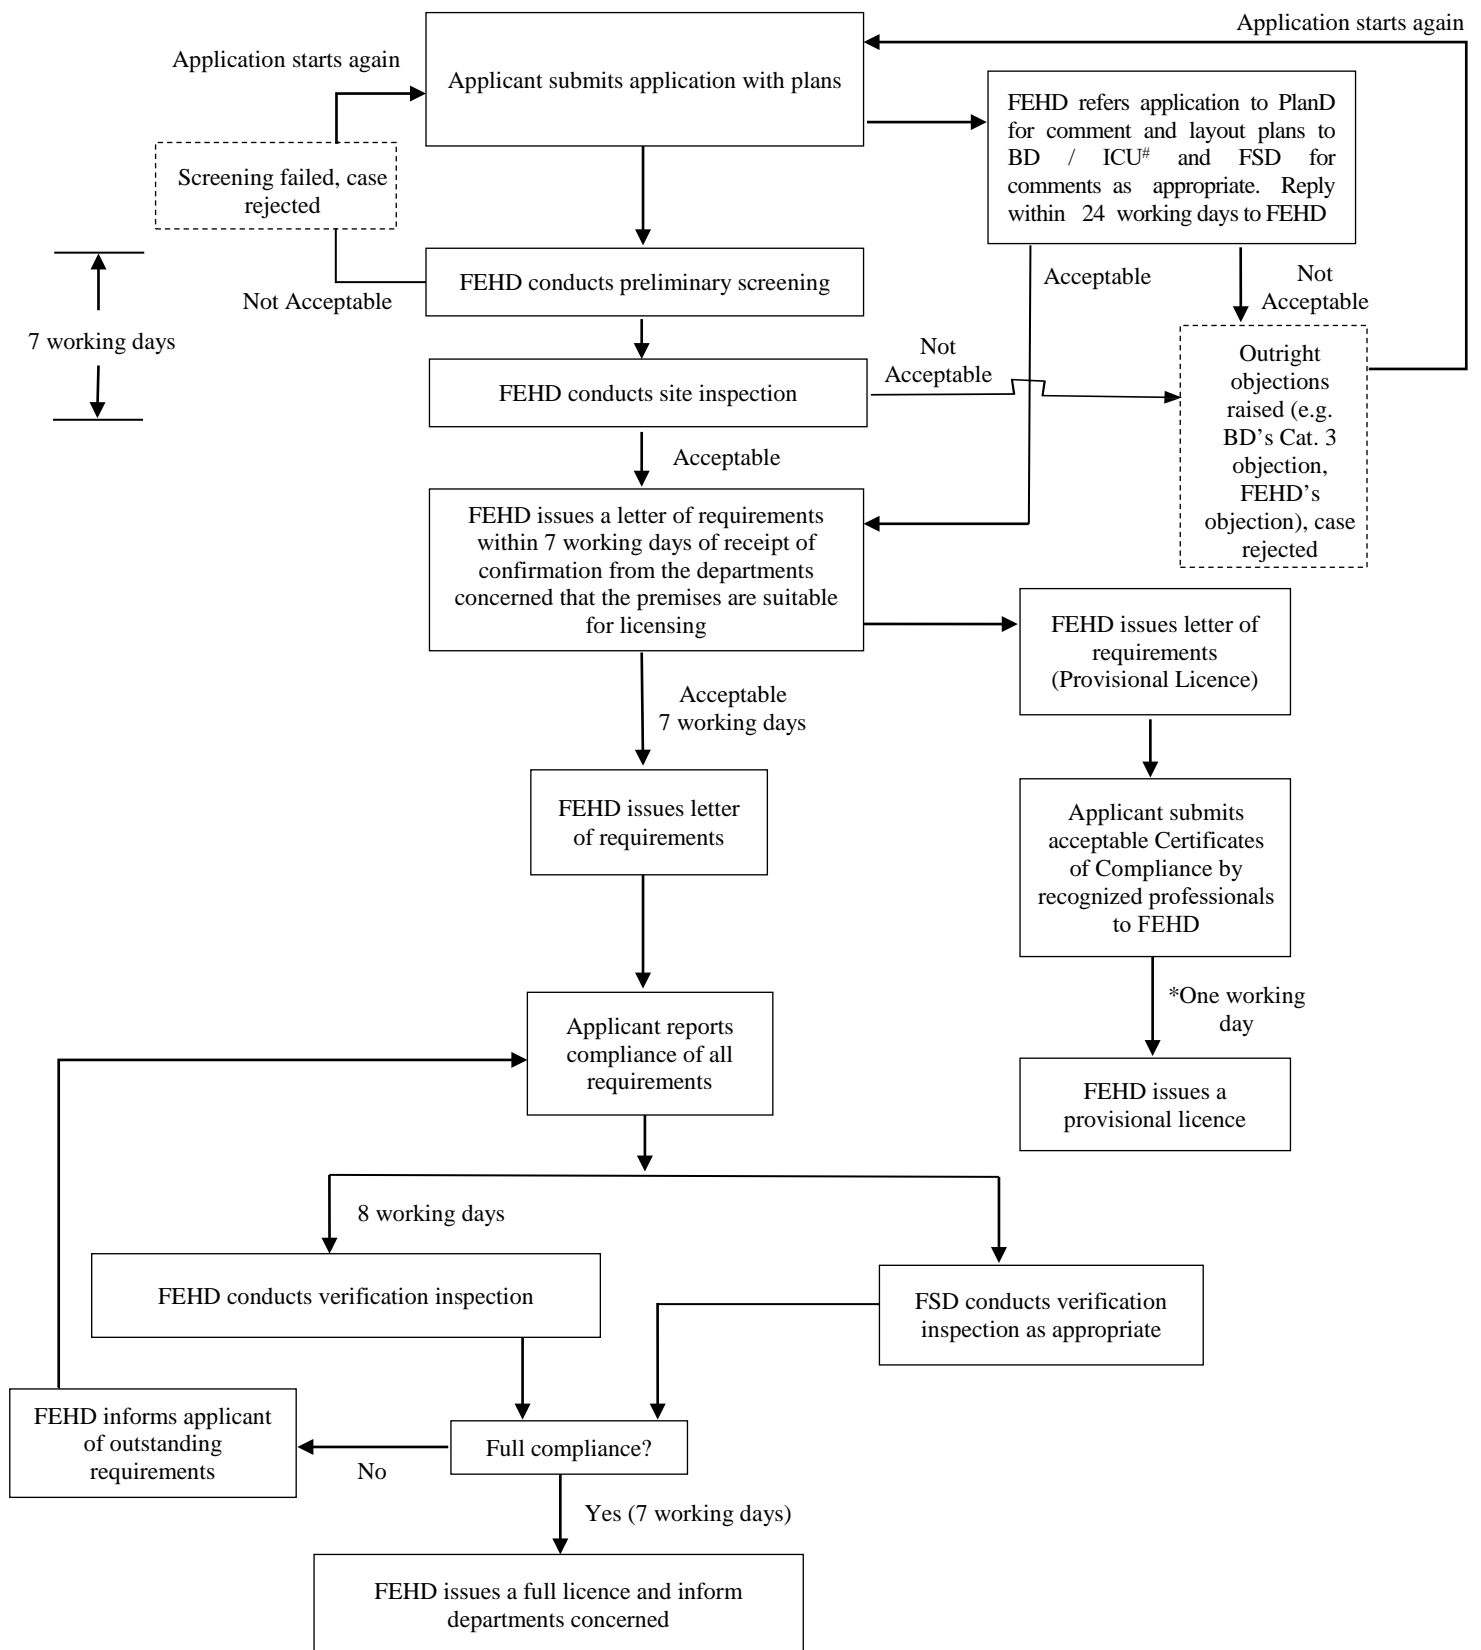 Application starts again
Application starts again
Applicant submits application with plans
FEHD refers application to PlanD
for comment and layout plans to
BD / ICU# and FSD for
comments as appropriate. Reply
within 24 working days to FEHD
Screening failed, case
rejected
Not Acceptable
FEHD conducts preliminary screening
Acceptable
Not
Acceptable
7 working days
FEHD conducts site inspection
Not
Acceptable
Outright
objections
raised (e.g.
BD’s Cat. 3
objection,
FEHD’s
objection), case
rejected
Acceptable
FEHD issues a letter of requirements
within 7 working days of receipt of
confirmation from the departments
concerned that the premises are suitable
for licensing
FEHD issues letter of
requirements
(Provisional Licence)
Acceptable
7 working days
FEHD issues letter
of requirements
Applicant submits
acceptable Certificates
of Compliance by
recognized professionals
to FEHD
*One working
day
Applicant reports
compliance of all
requirements
FEHD issues a
provisional licence
8 working days
FEHD conducts verification inspection
FSD conducts verification
inspection as appropriate
FEHD informs applicant
of outstanding
requirements
Full compliance?
No
Yes (7 working days)
FEHD issues a full licence and inform
departments concerned